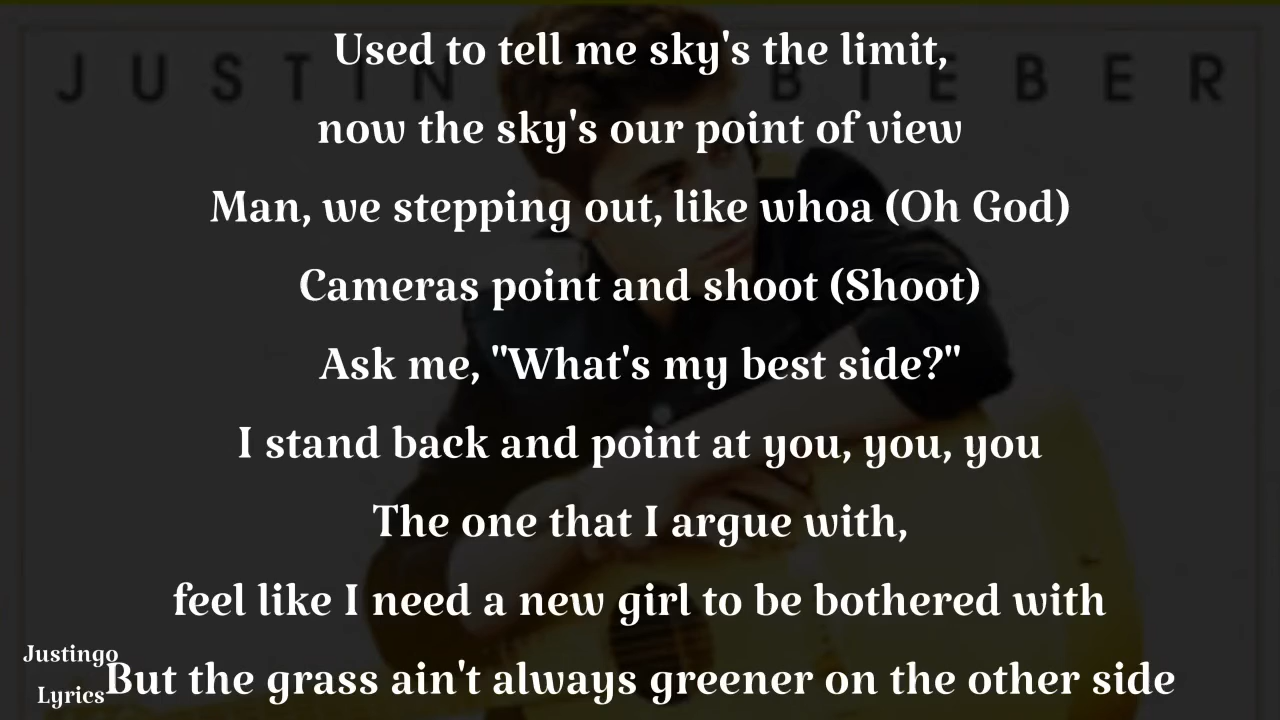 Used to tell me sky's the limit,
JUSTIN BIEBER
now the sky's our point of view
Man, we stepping out, like whoa (Oh God)
Cameras point and shoot (Shoot)
Ask me, "What's my best side?"
I stand back and point at you, you, you
The one that I argue with,
feel like I need a new girl to be bothered with
But the grass ain't always greener on the other side
Justingo
Lyrics